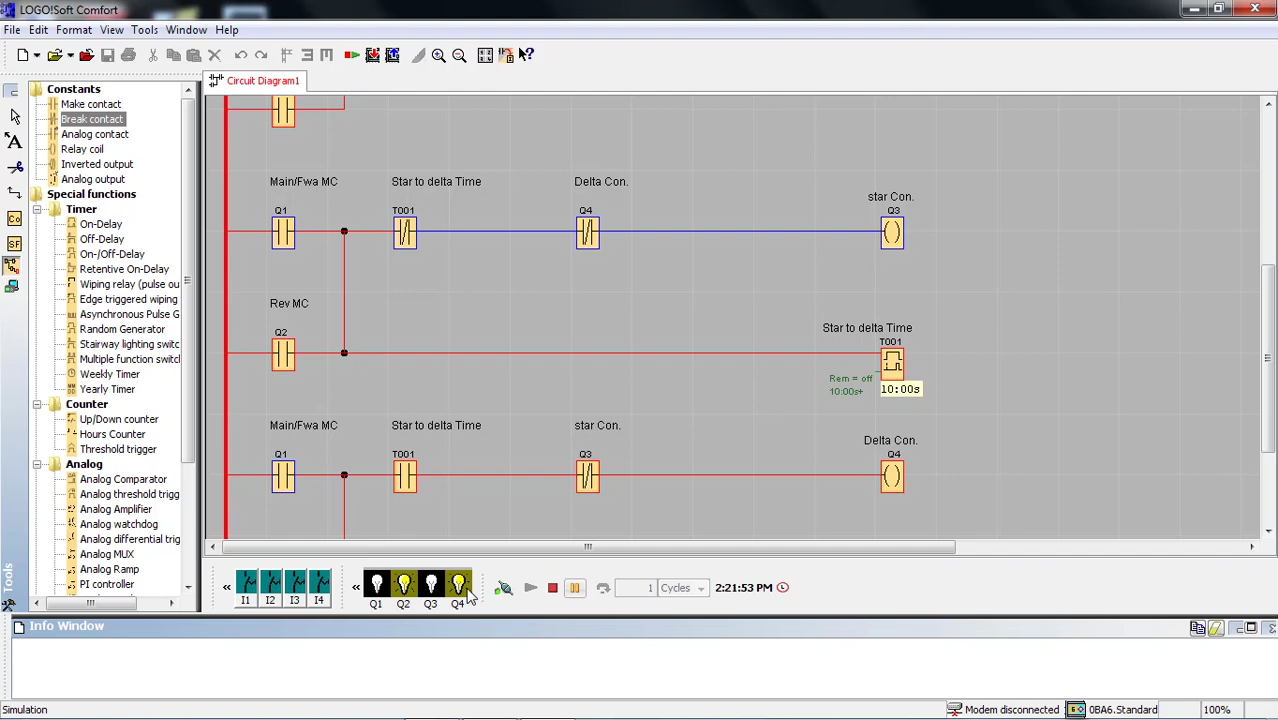 LOGO!Soft Comfort
File Edit Format View Tools Window Help
Circuit Diagram1
Constants
Make contact
Break contact
Analog contact
Relay coil
Inverted output
Analog output
Special functions
Timer
On-Delay
Off-Delay
On-/Off-Delay
Retentive On-Delay
Wiping relay (pulse ou
Edge triggered wiping
Asynchronous Pulse G
Random Generator
Stairway lighting switc
Multiple function switch
Weekly Timer
Yearly Timer
Counter
Up/Down counter
Hours Counter
Threshold trigger
Analog
Analog Comparator
Analog threshold trigg
Analog Amplifier
Analog watchdog
Analog differential trig
Analog MUX
Analog Ramp
PI controller
Tools
Main/Fwa MC Star to delta Time Delta Con. star Con.
Q1 T001 Q4 Q3
Rev MC Star to delta Time
Q2 T001
Rem = off
10:00s+
10:00s
Main/Fwa MC Star to delta Time star Con. Delta Con.
Q1 T001 Q3 Q4
I1 I2 I3 I4 Q1 Q2 Q3 Q4 1 Cycles 2:21:53 PM
Info Window
Simulation Modem disconnected 0BA6.Standard 100%